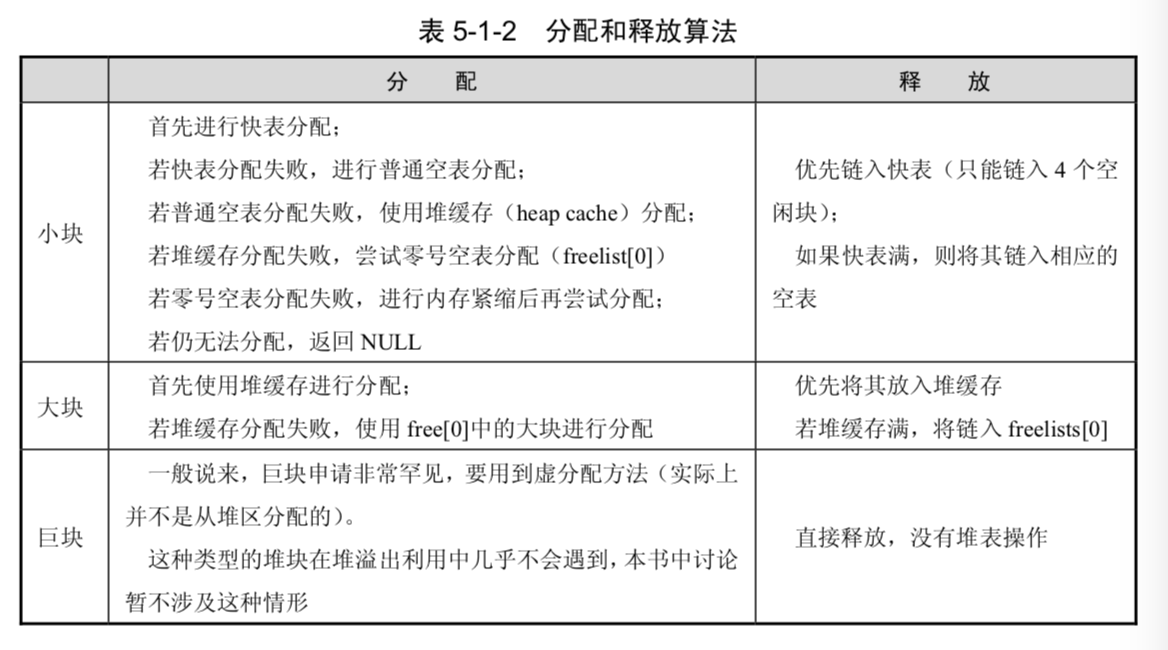 表 5-1-2 分配和释放算法
分 配
释 放
小块
首先进行快表分配；
若快表分配失败，进行普通空表分配；
若普通空表分配失败，使用堆缓存（heap cache）分配；
若堆缓存分配失败，尝试零号空表分配（freelist[0]）
若零号空表分配失败，进行内存紧缩后再尝试分配；
若仍无法分配，返回 NULL
优先链入快表（只能链入 4 个空
闲块）；
如果快表满，则将其链入相应的
空表
大块
首先使用堆缓存进行分配；
若堆缓存分配失败，使用 free[0]中的大块进行分配
优先将其放入堆缓存
若堆缓存满，将链入 freelists[0]
巨块
一般说来，巨块申请非常罕见，要用到虚分配方法（实际上
并不是从堆区分配的）。
这种类型的堆块在堆溢出利用中几乎不会遇到，本书中讨论
暂不涉及这种情形
直接释放，没有堆表操作